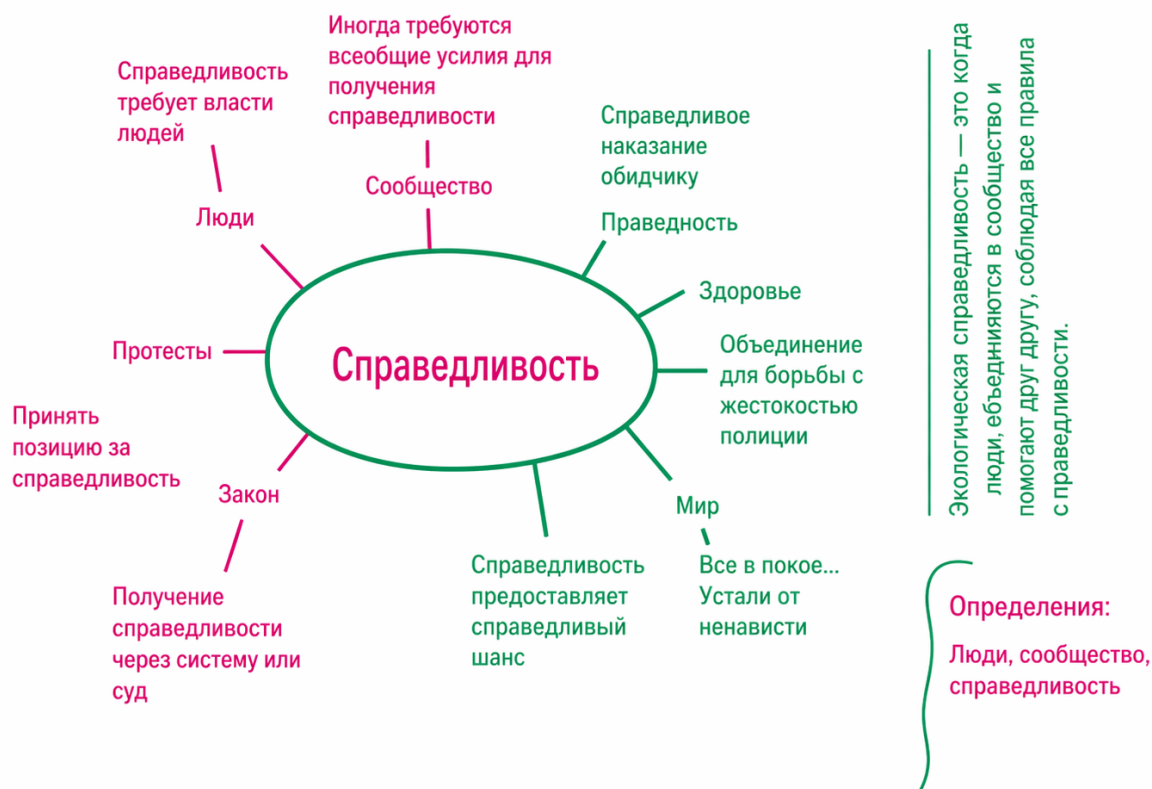 Иногда требуются
всеобщие усилия для
получения
справедливости
Справедливость
требует власти
людей
Сообщество
Люди
Справедливое
наказание
обидчику
Праведность
Здоровье
Объединение
для борьбы с
жестокостью
полиции
Протесты
Справедливость
Принять
позицию за
справедливость
Закон
Получение
справедливости
через систему или
суд
Справедливость
предоставляет
справедливый
шанс
Мир
Все в покое...
Устали от
ненависти
Экологическая справедливость — это когда
люди, ебъединияются в сообщество и
помогают друг другу, соблюдая все правила
с праведливости.
Определения:
Люди, сообщество,
справедливость